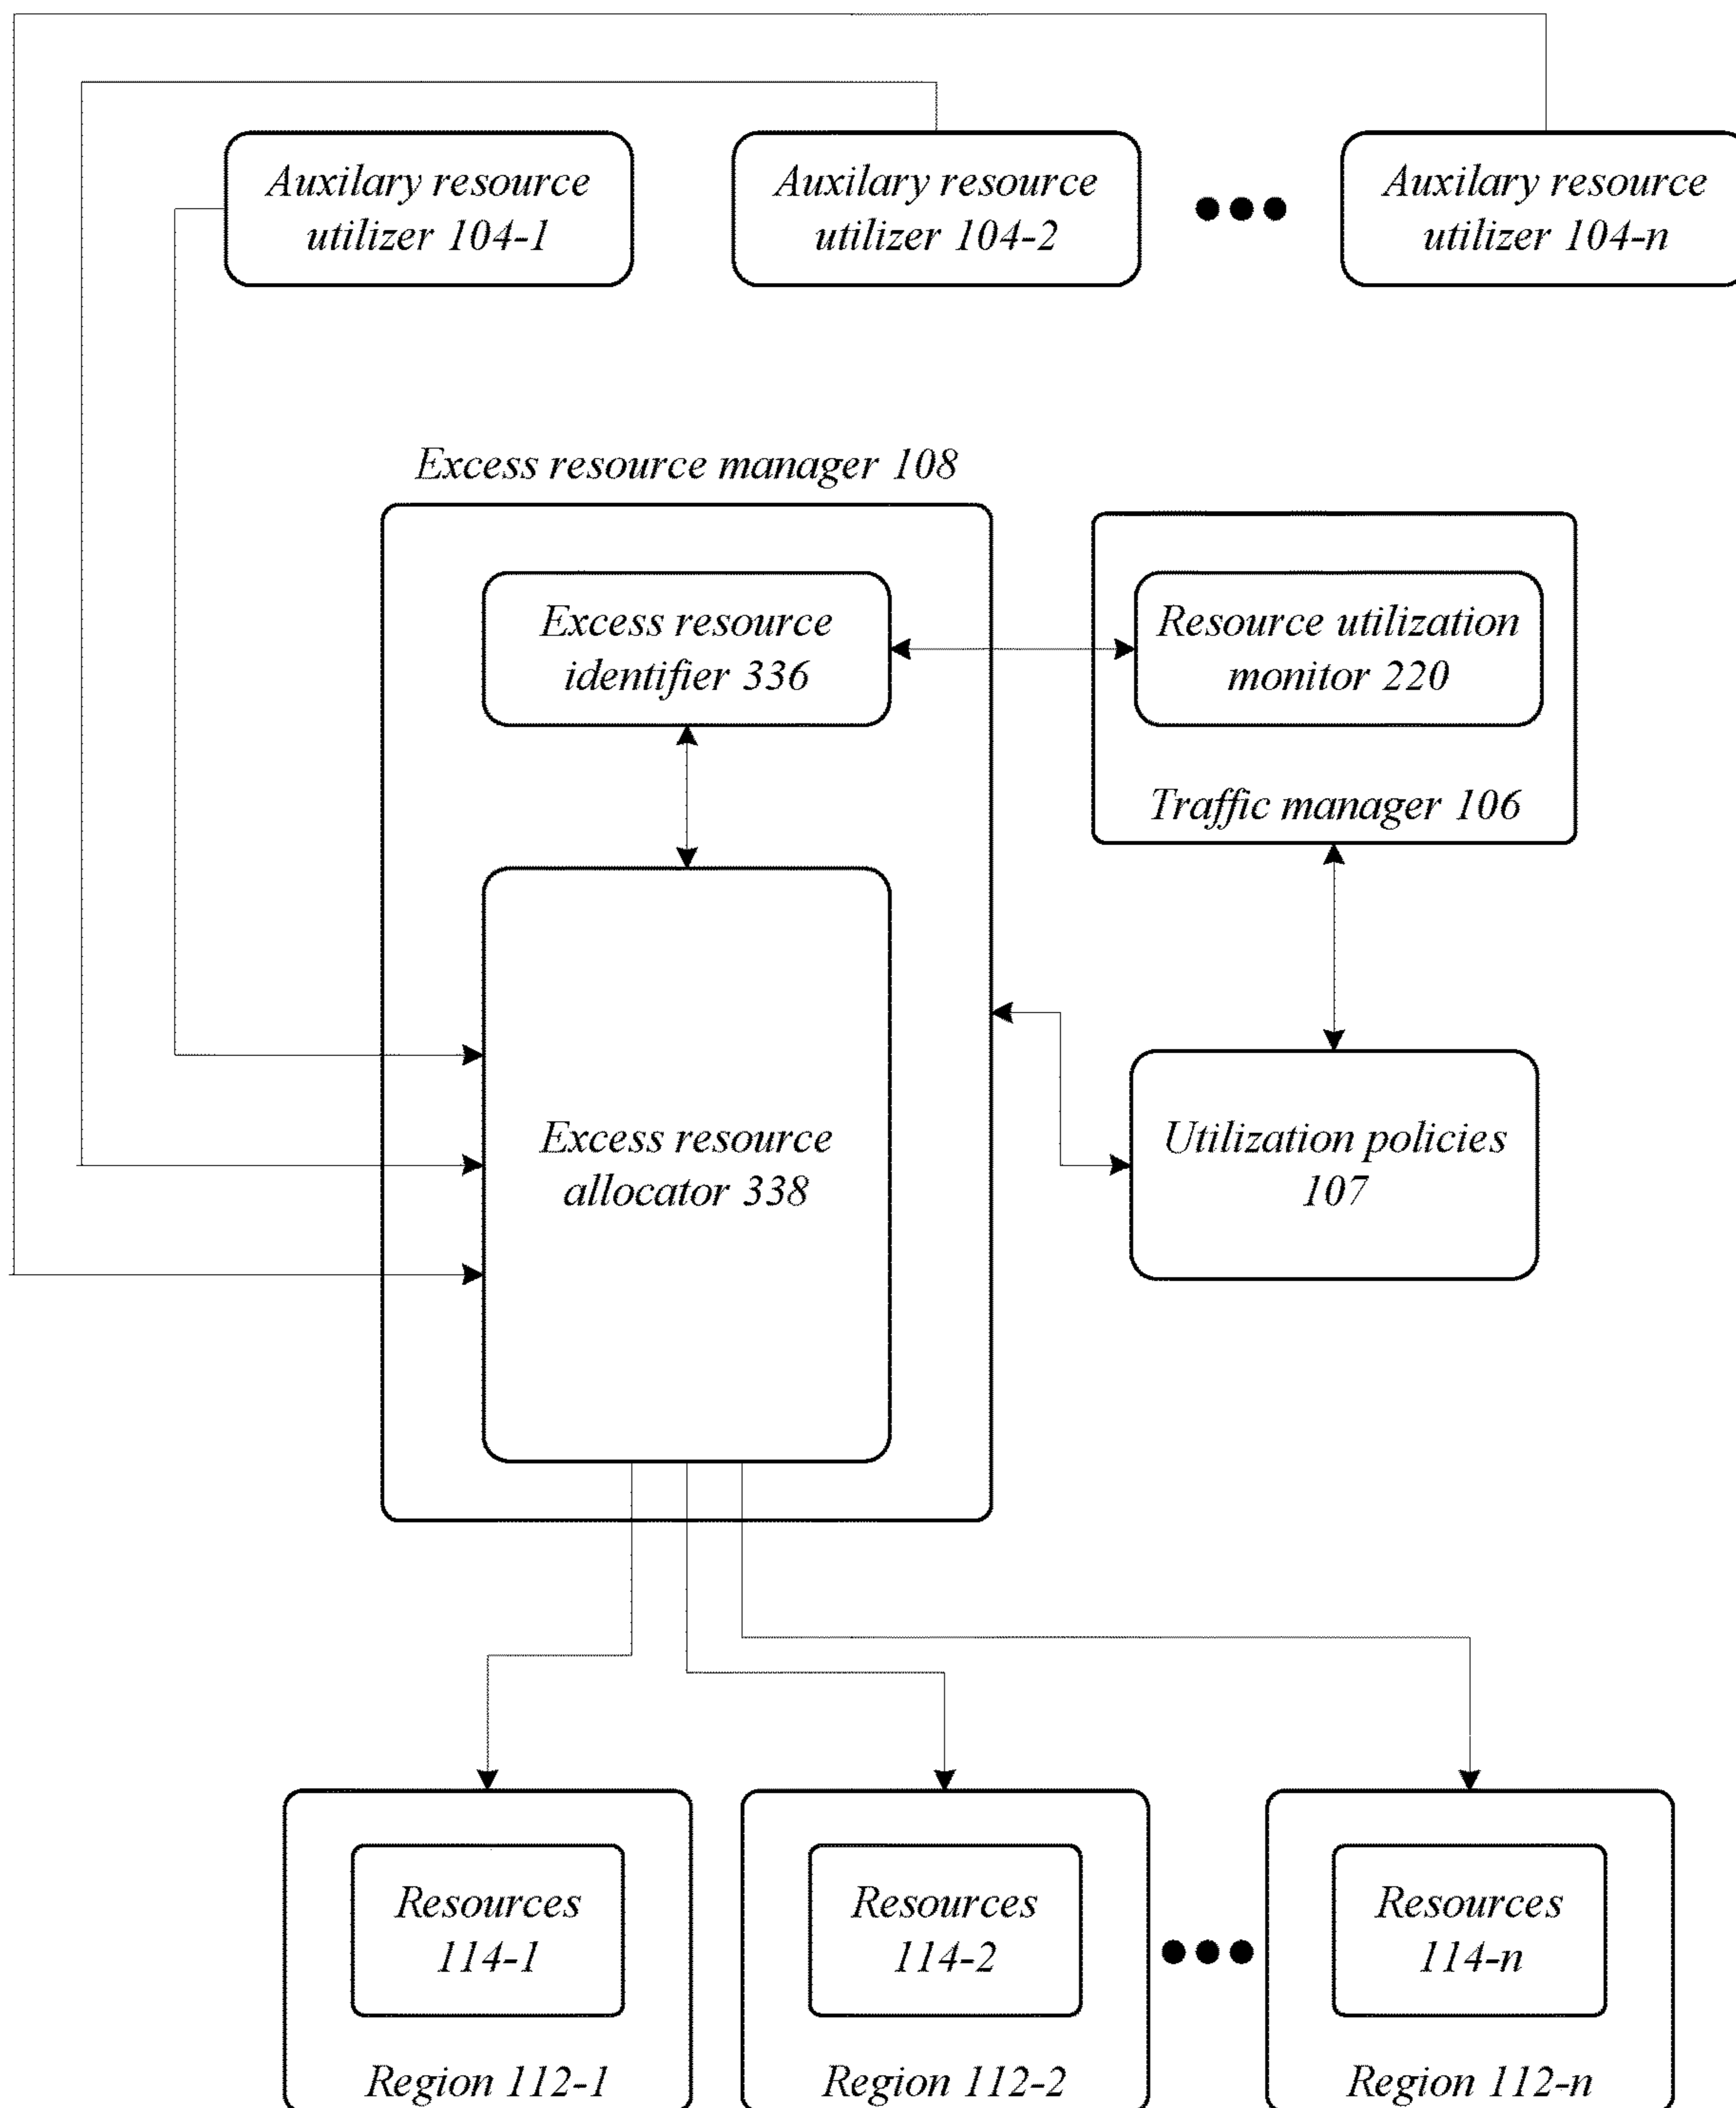 Auxilary resource
utilizer 104-1
Auxilary resource
utilizer 104-2
Auxilary resource
utilizer 104-n
Excess resource manager 108
Excess resource
identifier 336
Resource utilization
monitor 220
Traffic manager 106
Excess resource
allocator 338
Utilization policies
107
Resources
114-1
Region 112-1
Resources
114-2
Region 112-2
Resources
114-n
Region 112-n